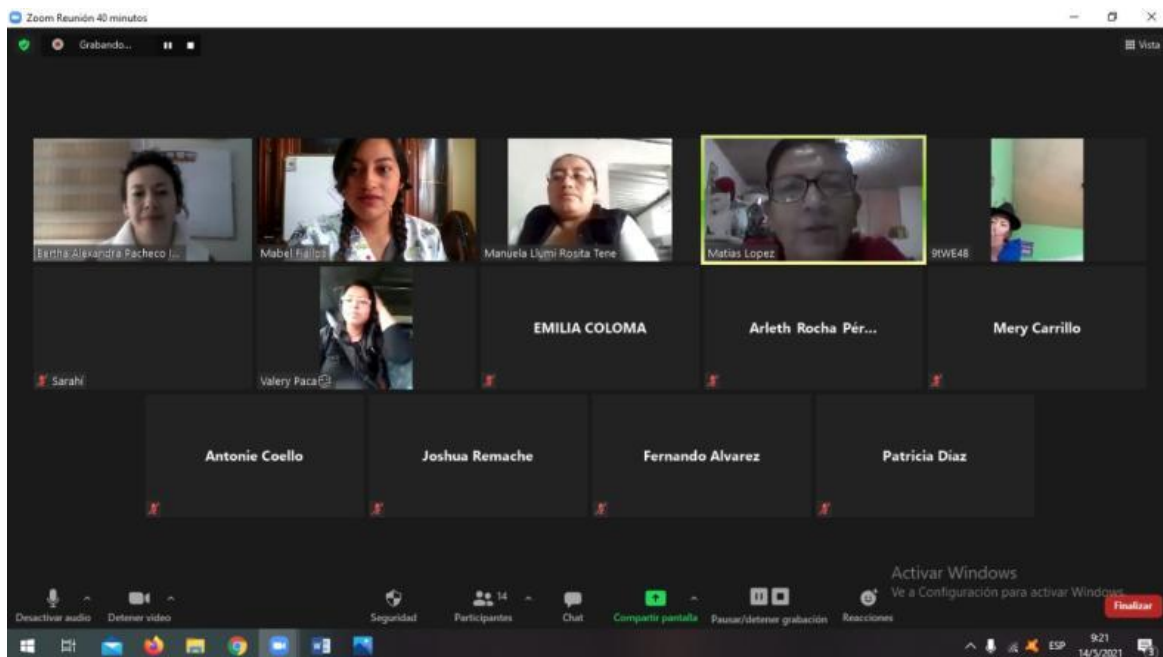 Zoom Reunión 40 minutos
Grabando...
Vista
Bertha Alexandra Pacheco I...
Mabel Fiallos
Manuela Llumi Rosita Tene
Matias Lopez
9tWE48
Sarahí
Valery Paca
EMILIA COLOMA
Arleth Rocha Pér...
Mery Carrillo
Antonie Coello
Joshua Remache
Fernando Alvarez
Patricia Díaz
Activar Windows
Ve a Configuración para activar Windows.
Desactivar audio
Detener video
Seguridad
14
Participantes
Chat
Compartir pantalla
Pausar/detener grabación
Reacciones
Finalizar
ESP
9:21
14/5/2021